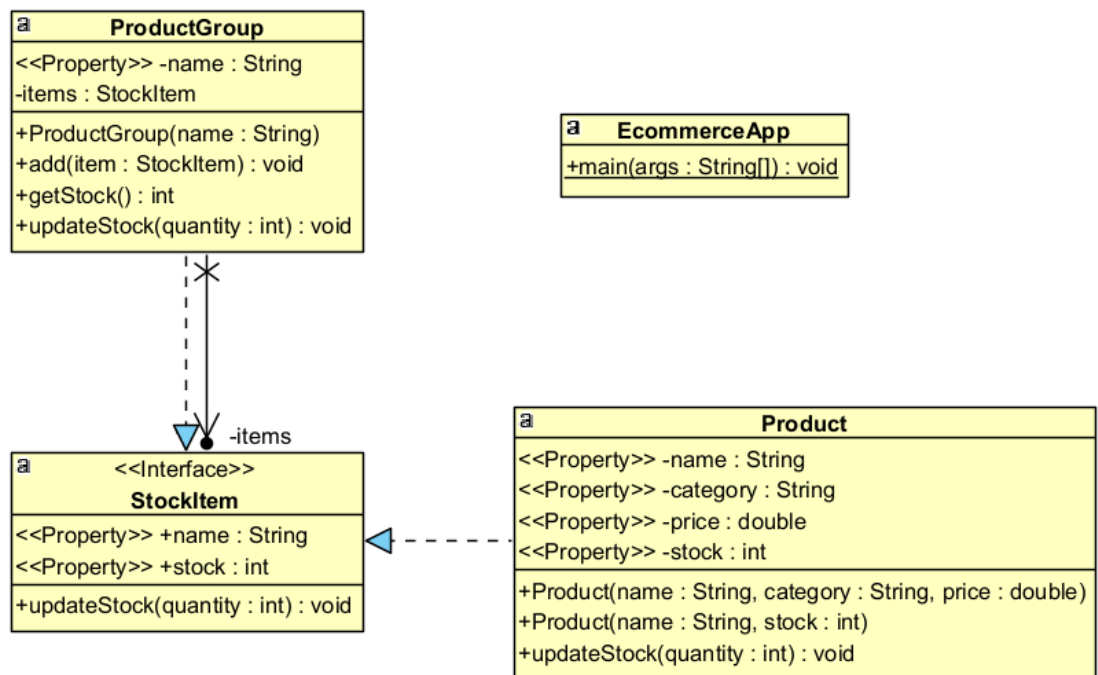 a ProductGroup
<<Property>> -name : String
-items : StockItem
+ProductGroup(name : String)
+add(item : StockItem) : void
+getStock() : int
+updateStock(quantity : int) : void
a EcommerceApp
+main(args : String[]) : void
-items
a <<Interface>>
StockItem
<<Property>> +name : String
<<Property>> +stock : int
+updateStock(quantity : int) : void
a Product
<<Property>> -name : String
<<Property>> -category : String
<<Property>> -price : double
<<Property>> -stock : int
+Product(name : String, category : String, price : double)
+Product(name : String, stock : int)
+updateStock(quantity : int) : void